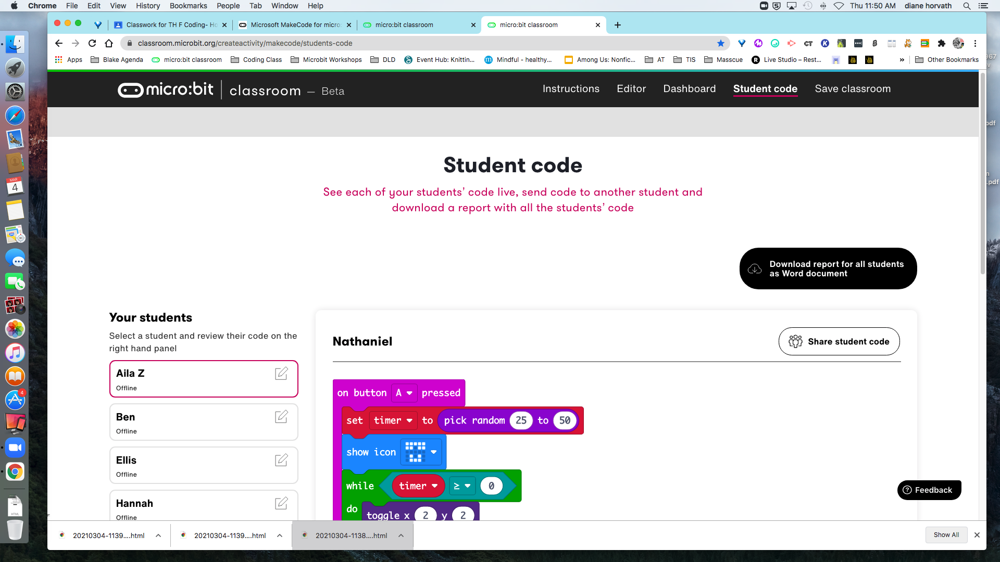 Chrome File Edit View History Bookmarks People Tab Window Help Thu 11:50 AM diane horvath
Classwork for TH F Coding- Ho Microsoft MakeCode for micro: micro:bit classroom micro:bit classroom
classroom.microbit.org/createactivity/makecode/students-code
Apps Blake Agenda micro:bit classroom Coding Class Microbit Workshops DLD Event Hub: Knittin... Mindful - healthy... Among Us: Nonfic... AT TIS Masscue Live Studio – Rest... » Other Bookmarks
micro:bit classroom — Beta Instructions Editor Dashboard Student code Save classroom
Student code
See each of your students’ code live, send code to another student and
download a report with all the students’ code
Download report for all students
as Word document
Your students
Select a student and review their code on the
right hand panel
Aila Z
Offline
Ben
Offline
Ellis
Offline
Hannah
Offline
Nathaniel
Share student code
on button A pressed
set timer to pick random 25 to 50
show icon
while timer ≥ 0
do toggle x 2 y 2
Feedback
20210304-1139....html 20210304-1139....html 20210304-1138....html Show All
MAR
4
4
HTML
.pdf